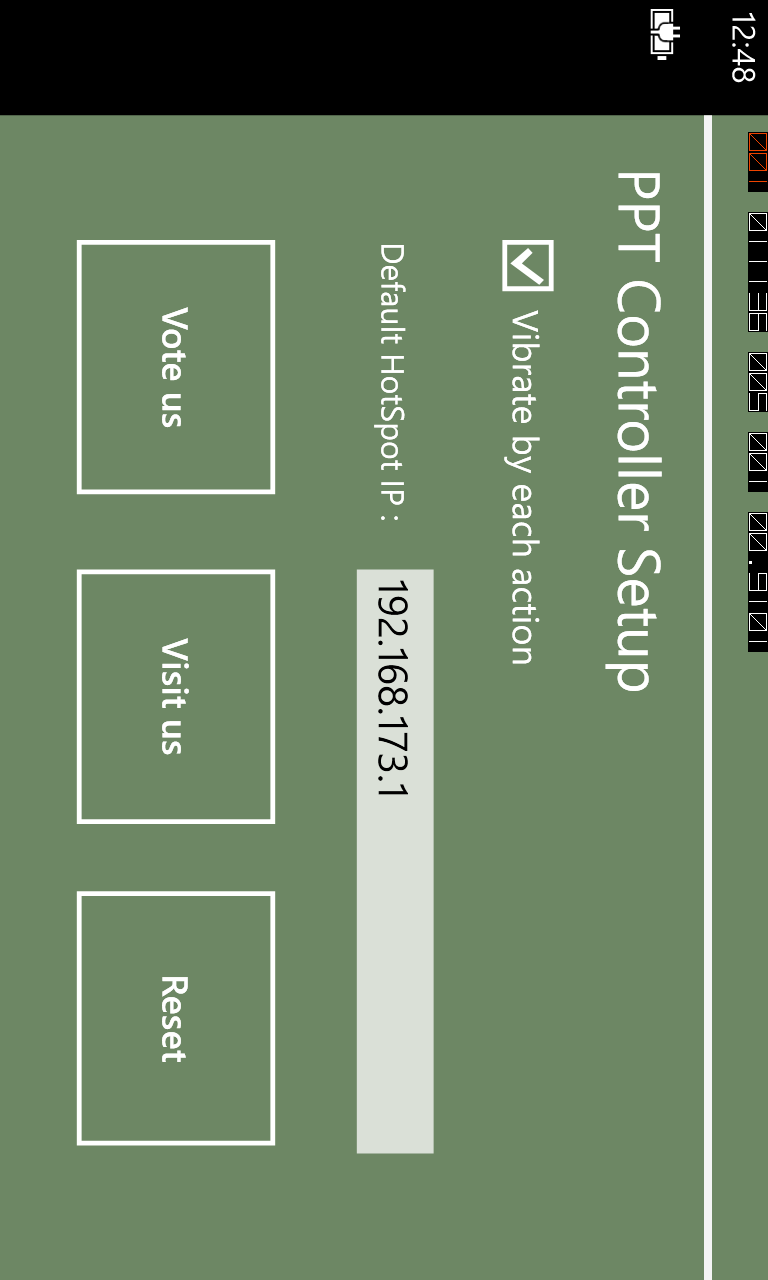 12:48
PPT Controller Setup
Vibrate by each action
Default HotSpot IP :
192.168.173.1
Vote us
Visit us
Reset